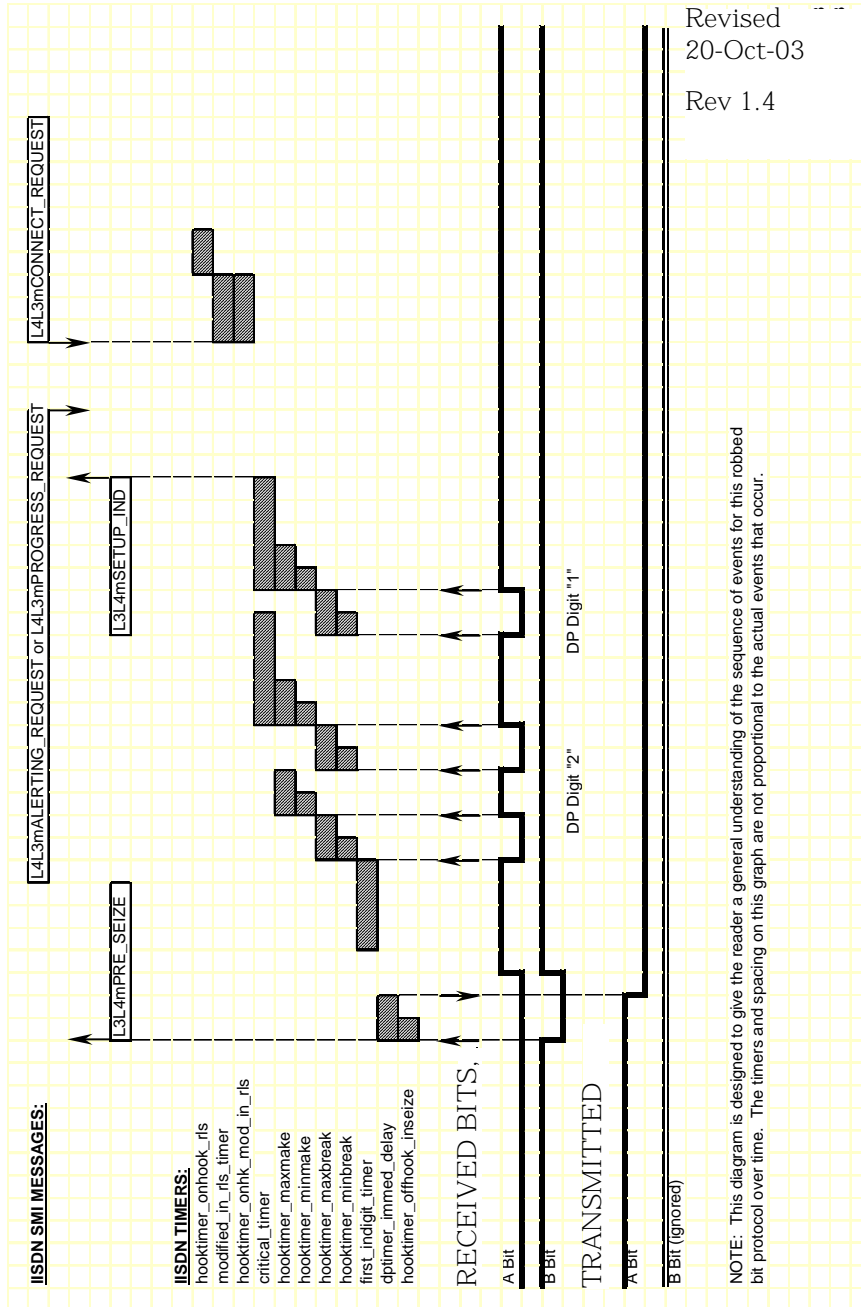 Revised
20-Oct-03
Rev 1.4
IISDN SMI MESSAGES:
L4L3mALERTING_REQUEST or L4L3mPROGRESS_REQUEST
L4L3mCONNECT_REQUEST
L3L4mPRE_SEIZE
L3L4mSETUP_IND
IISDN TIMERS:
hooktimer_onhook_rls
modified_in_rls_timer
hooktimer_onhk_mod_in_rls
critical_timer
hooktimer_maxmake
hooktimer_minmake
hooktimer_maxbreak
hooktimer_minbreak
first_indigit_timer
dptimer_immed_delay
hooktimer_offhook_inseize
RECEIVED BITS,
A Bit
B Bit
DP Digit "2"
DP Digit "1"
TRANSMITTED
A Bit
B Bit (ignored)
NOTE: This diagram is designed to give the reader a general understanding of the sequence of events for this robbed
bit protocol over time. The timers and spacing on this graph are not proportional to the actual events that occur.